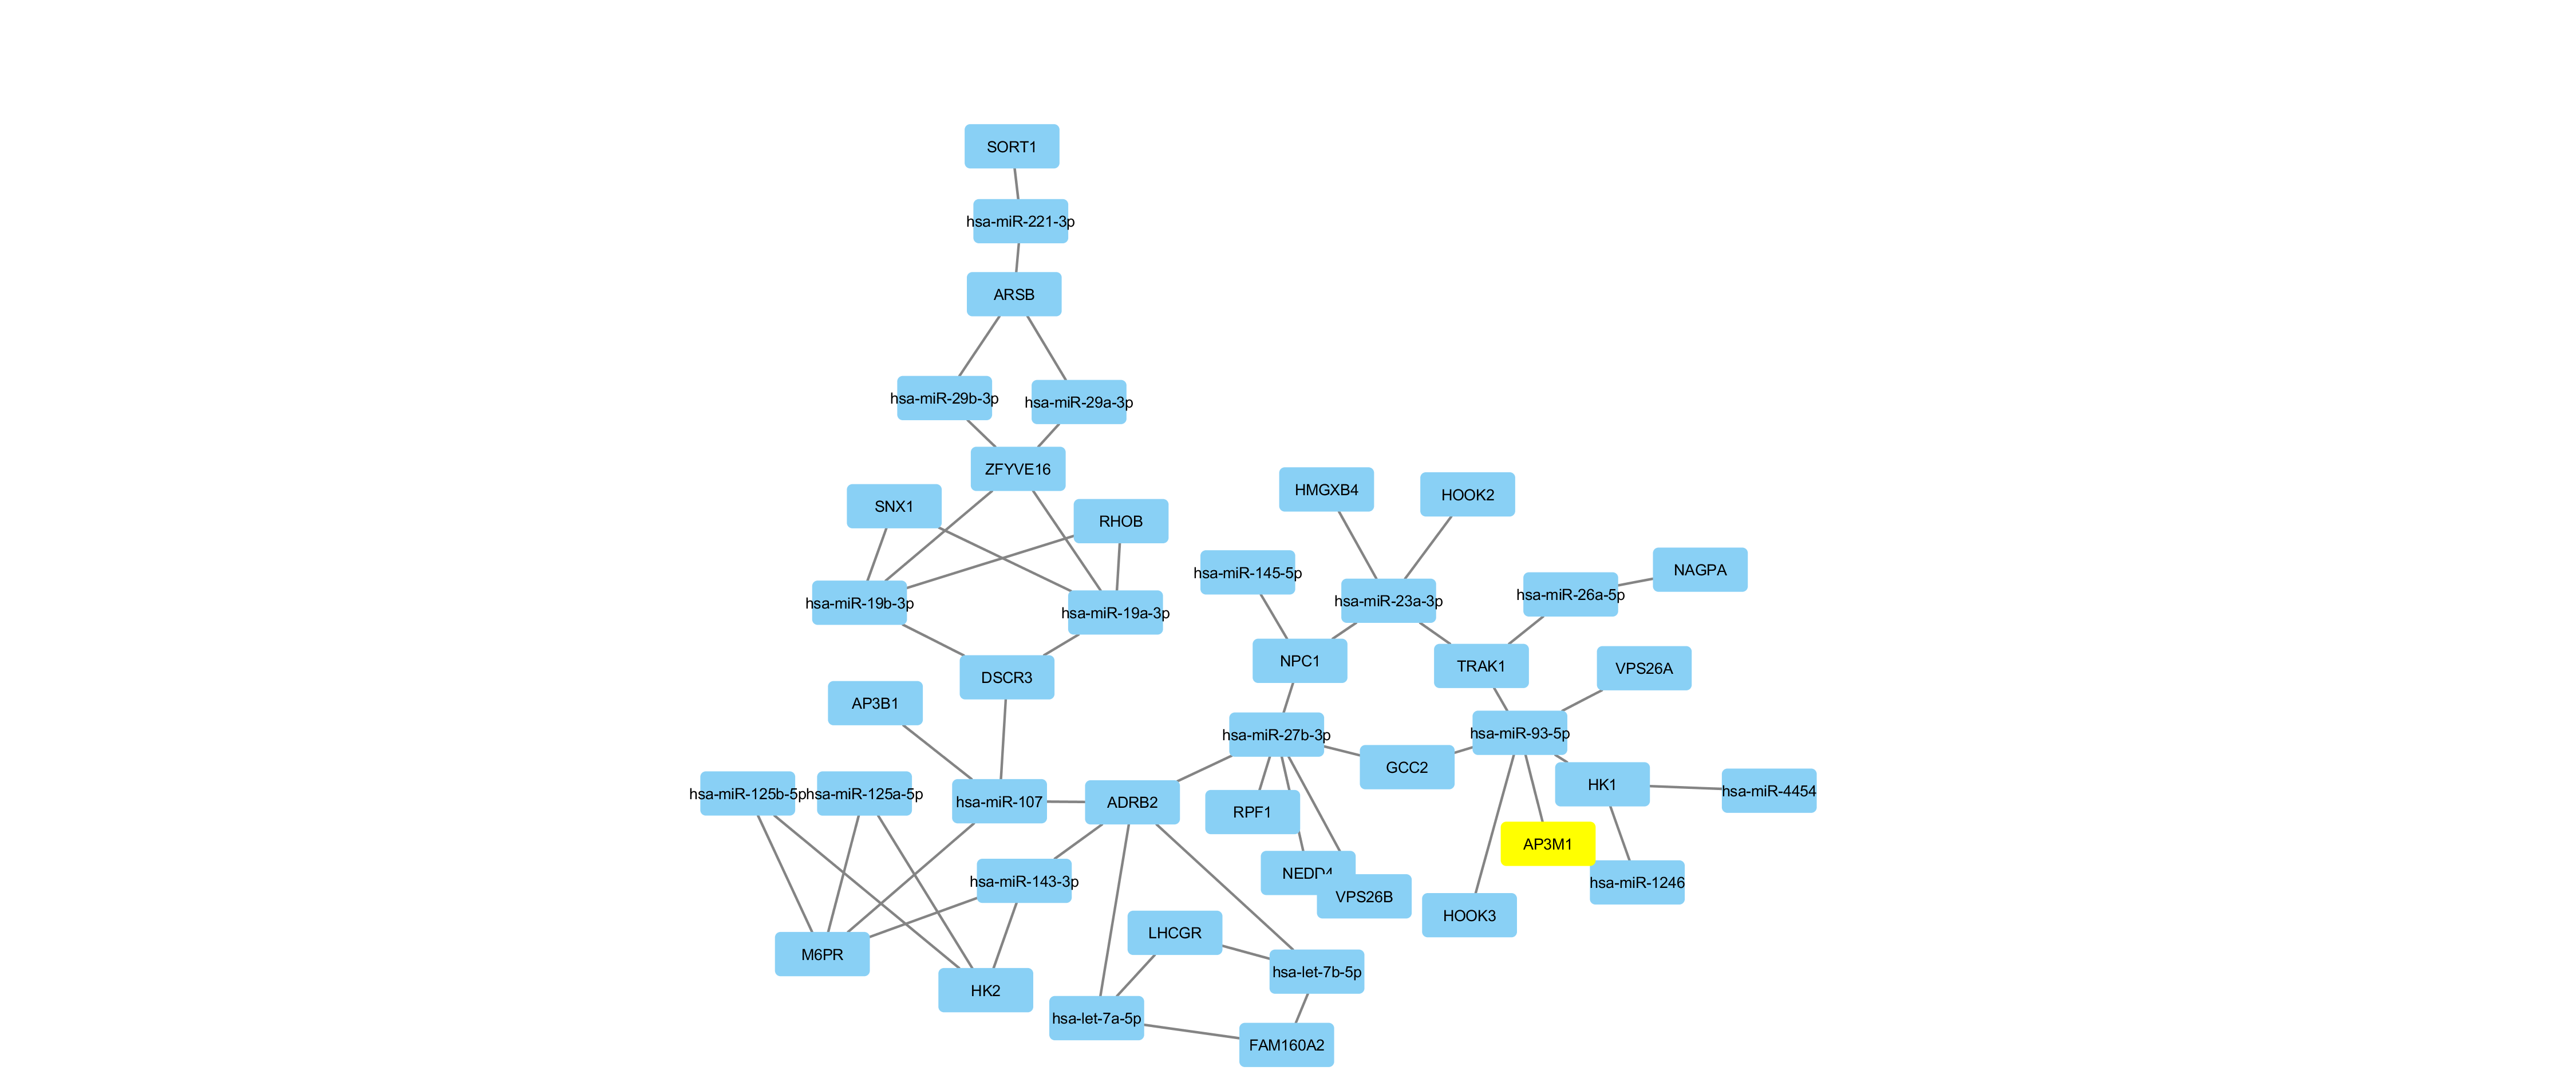 SORT1
hsa-miR-221-3p
ARSB
hsa-miR-29b-3p
hsa-miR-29a-3p
ZFYVE16
SNX1
RHOB
HMGXB4
HOOK2
hsa-miR-145-5p
NAGPA
hsa-miR-19b-3p
hsa-miR-19a-3p
hsa-miR-23a-3p
hsa-miR-26a-5p
NPC1
TRAK1
VPS26A
DSCR3
AP3B1
hsa-miR-27b-3p
hsa-miR-93-5p
GCC2
HK1
hsa-miR-4454
hsa-miR-125b-5p
hsa-miR-125a-5p
hsa-miR-107
ADRB2
RPF1
AP3M1
NEDD4
hsa-miR-143-3p
hsa-miR-1246
VPS26B
HOOK3
LHCGR
M6PR
hsa-let-7b-5p
HK2
hsa-let-7a-5p
FAM160A2